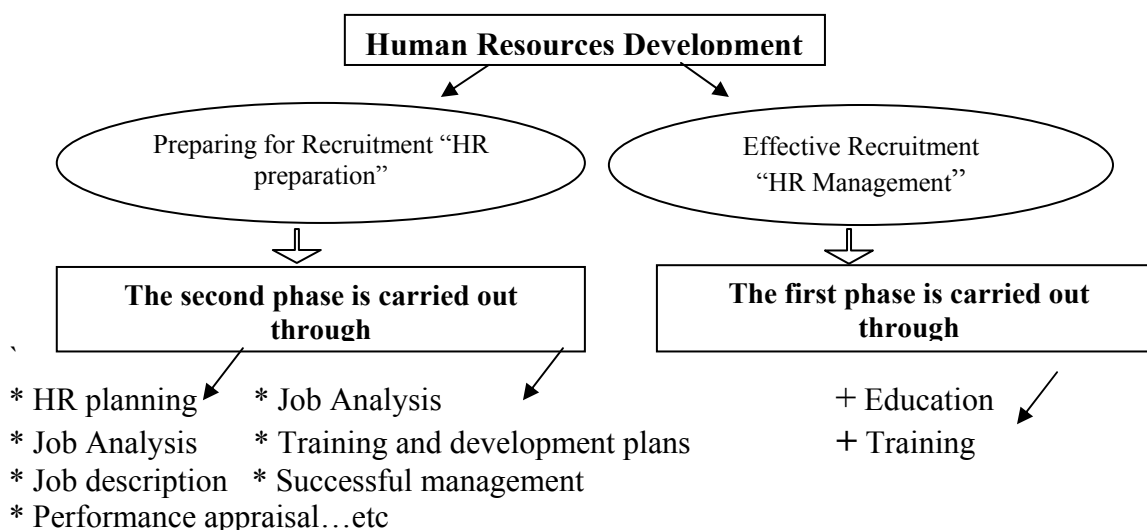 Human Resources Development
Preparing for Recruitment “HR
preparation”
Effective Recruitment
“HR Management”
The second phase is carried out
through
The first phase is carried out
through
`
* HR planning * Job Analysis
* Job Analysis * Training and development plans
* Job description * Successful management
* Performance appraisal…etc
+ Education
+ Training